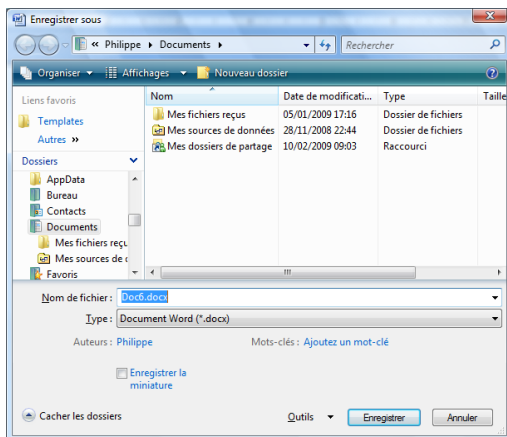 Enregistrer sous
« Philippe Documents Rechercher
Organiser Affichages Nouveau dossier
Liens favoris
Templates
Autres »
Dossiers
AppData
Bureau
Contacts
Documents
Mes fichiers reçu
Mes sources de
Favoris
Nom Date de modificati... Type Taille
Mes fichiers reçus 05/01/2009 17:16 Dossier de fichiers
Mes sources de données 28/11/2008 22:44 Dossier de fichiers
Mes dossiers de partage 10/02/2009 09:03 Raccourci
Nom de fichier : Doc6.docx
Type : Document Word (*.docx)
Auteurs : Philippe Mots-clés : Ajoutez un mot-clé
Enregistrer la
miniature
Cacher les dossiers Outils Enregistrer Annuler